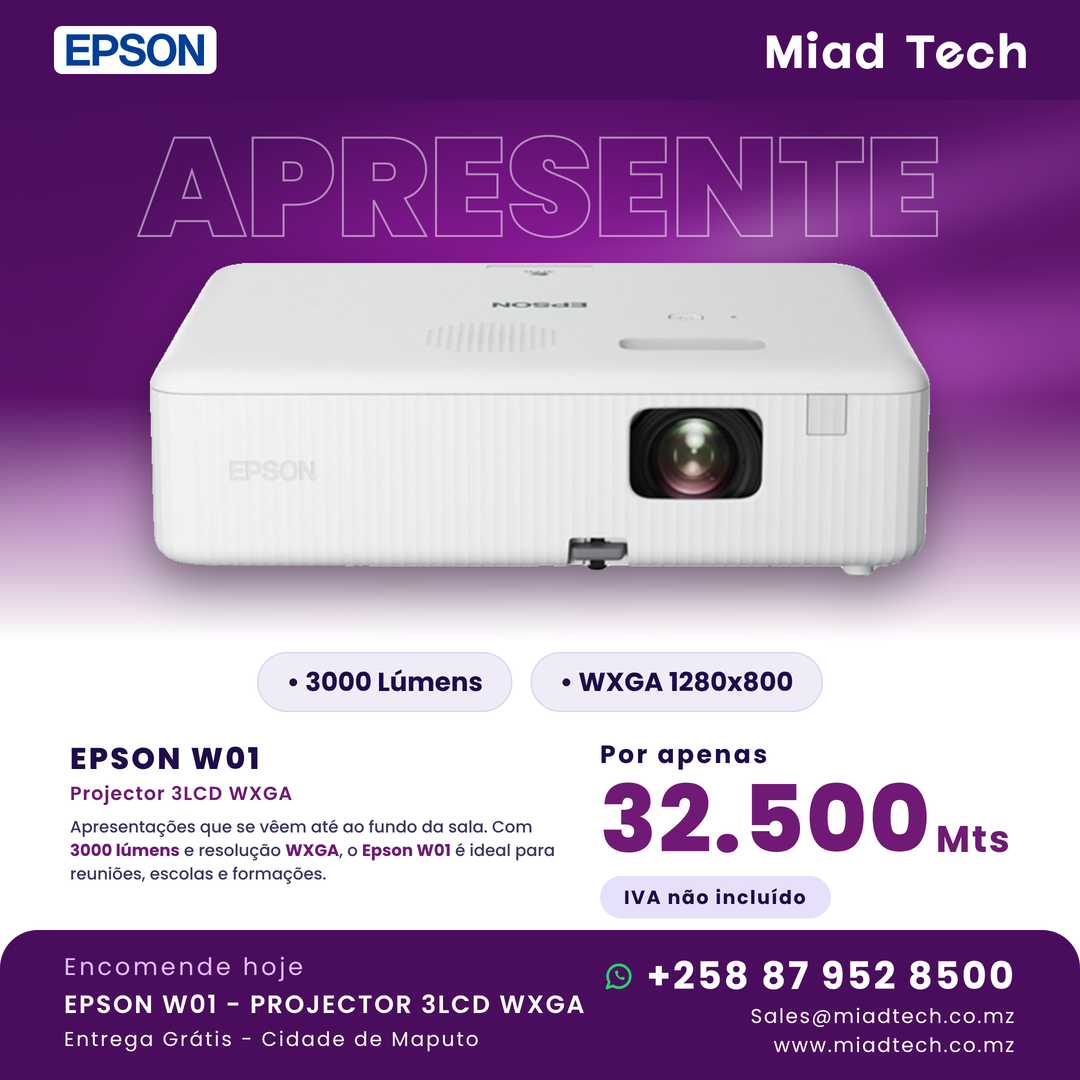 EPSON
Miad Tech
APRESENTE
EPSON
EPSON
• 3000 Lúmens
• WXGA 1280x800
EPSON W01
Projector 3LCD WXGA
Apresentações que se vêem até ao fundo da sala. Com
3000 lúmens e resolução WXGA, o Epson W01 é ideal para
reuniões, escolas e formações.
Por apenas
32.500 Mts
IVA não incluído
Encomende hoje
EPSON W01 - PROJECTOR 3LCD WXGA
Entrega Grátis - Cidade de Maputo
+258 87 952 8500
Sales@miadtech.co.mz
www.miadtech.co.mz